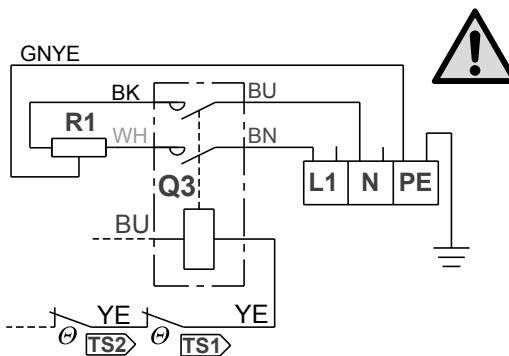 GNYE
BK
BU
R1
WH
BN
Q3
L1 N PE
BU
YE
YE
Θ TS2
Θ TS1